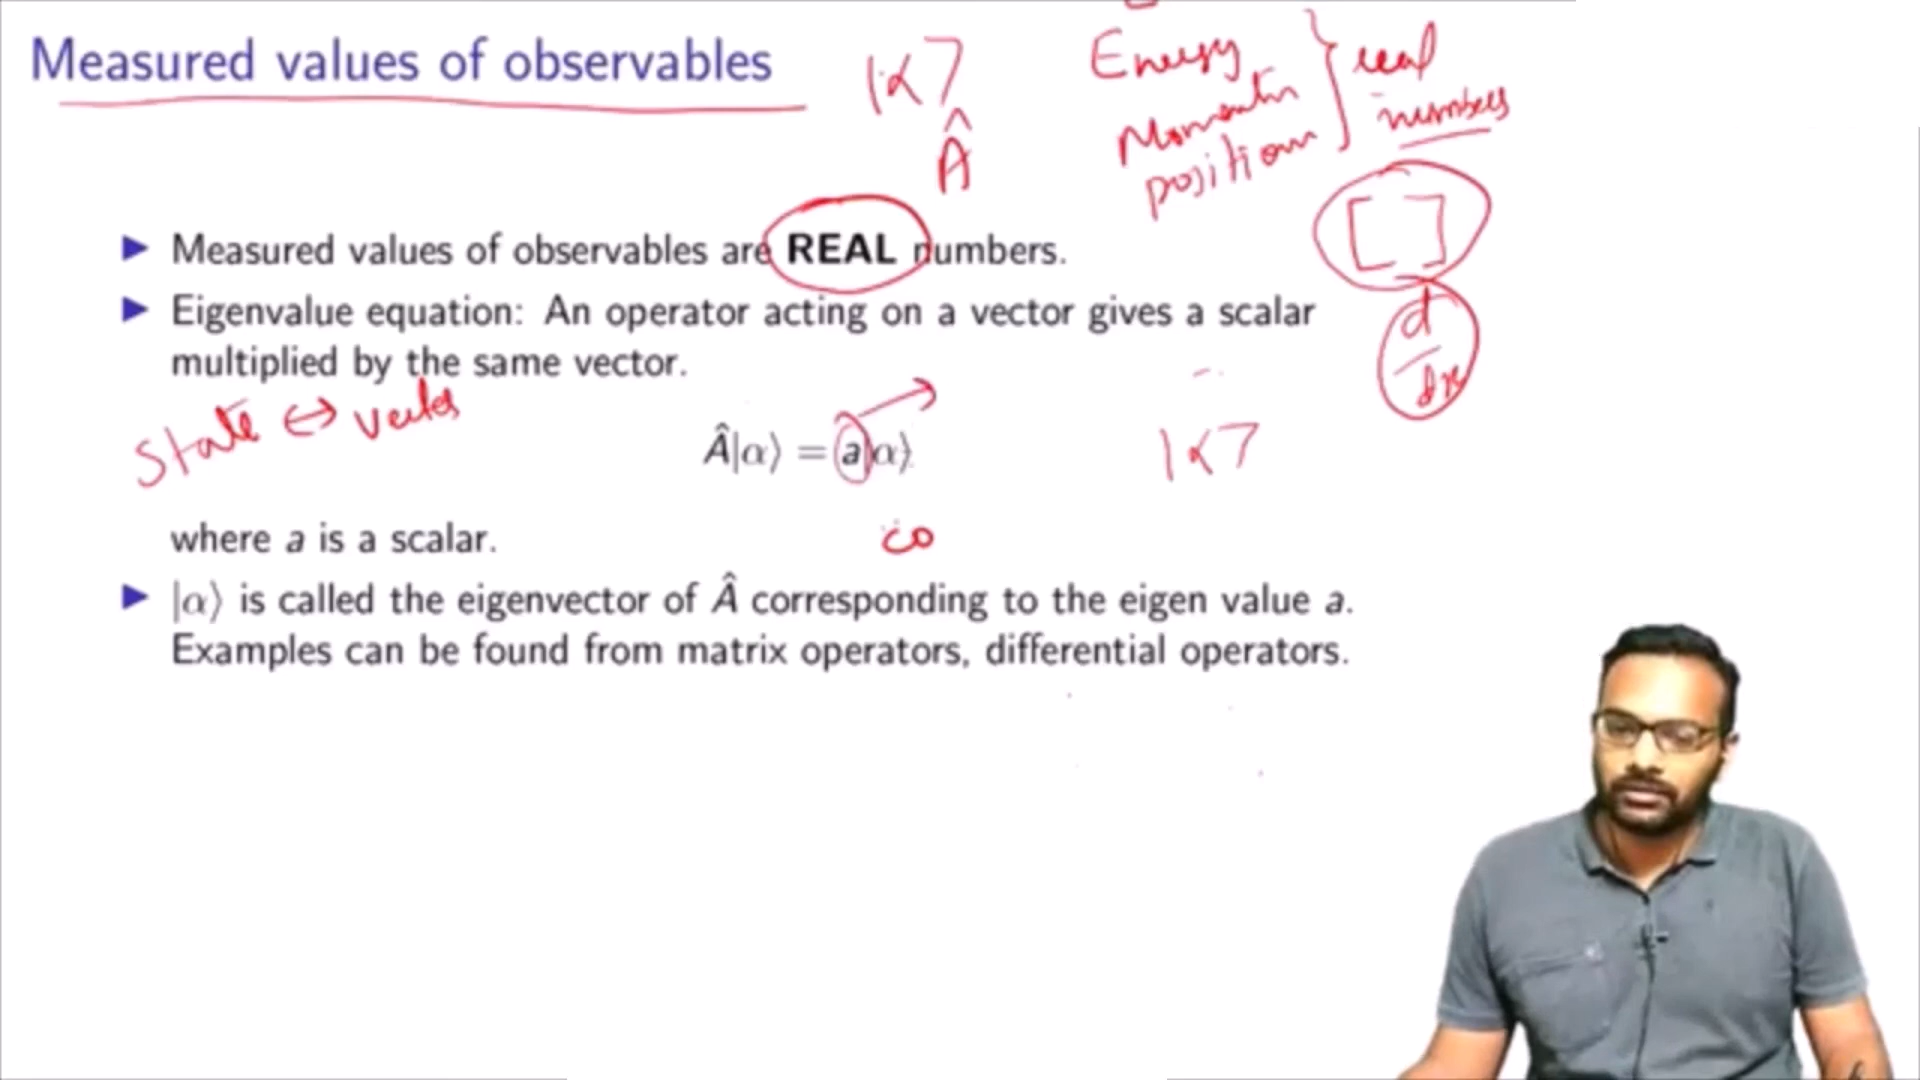 Measured values of observables
|α⟩
Â
Energy
Momentm
position
real
numbers
[ ]
d
dx
▶ Measured values of observables are REAL numbers.
▶ Eigenvalue equation: An operator acting on a vector gives a scalar
multiplied by the same vector.
State ↔ vector
Â|α⟩ = a|α⟩
|α⟩
where a is a scalar.
co
▶ |α⟩ is called the eigenvector of Â corresponding to the eigen value a.
Examples can be found from matrix operators, differential operators.